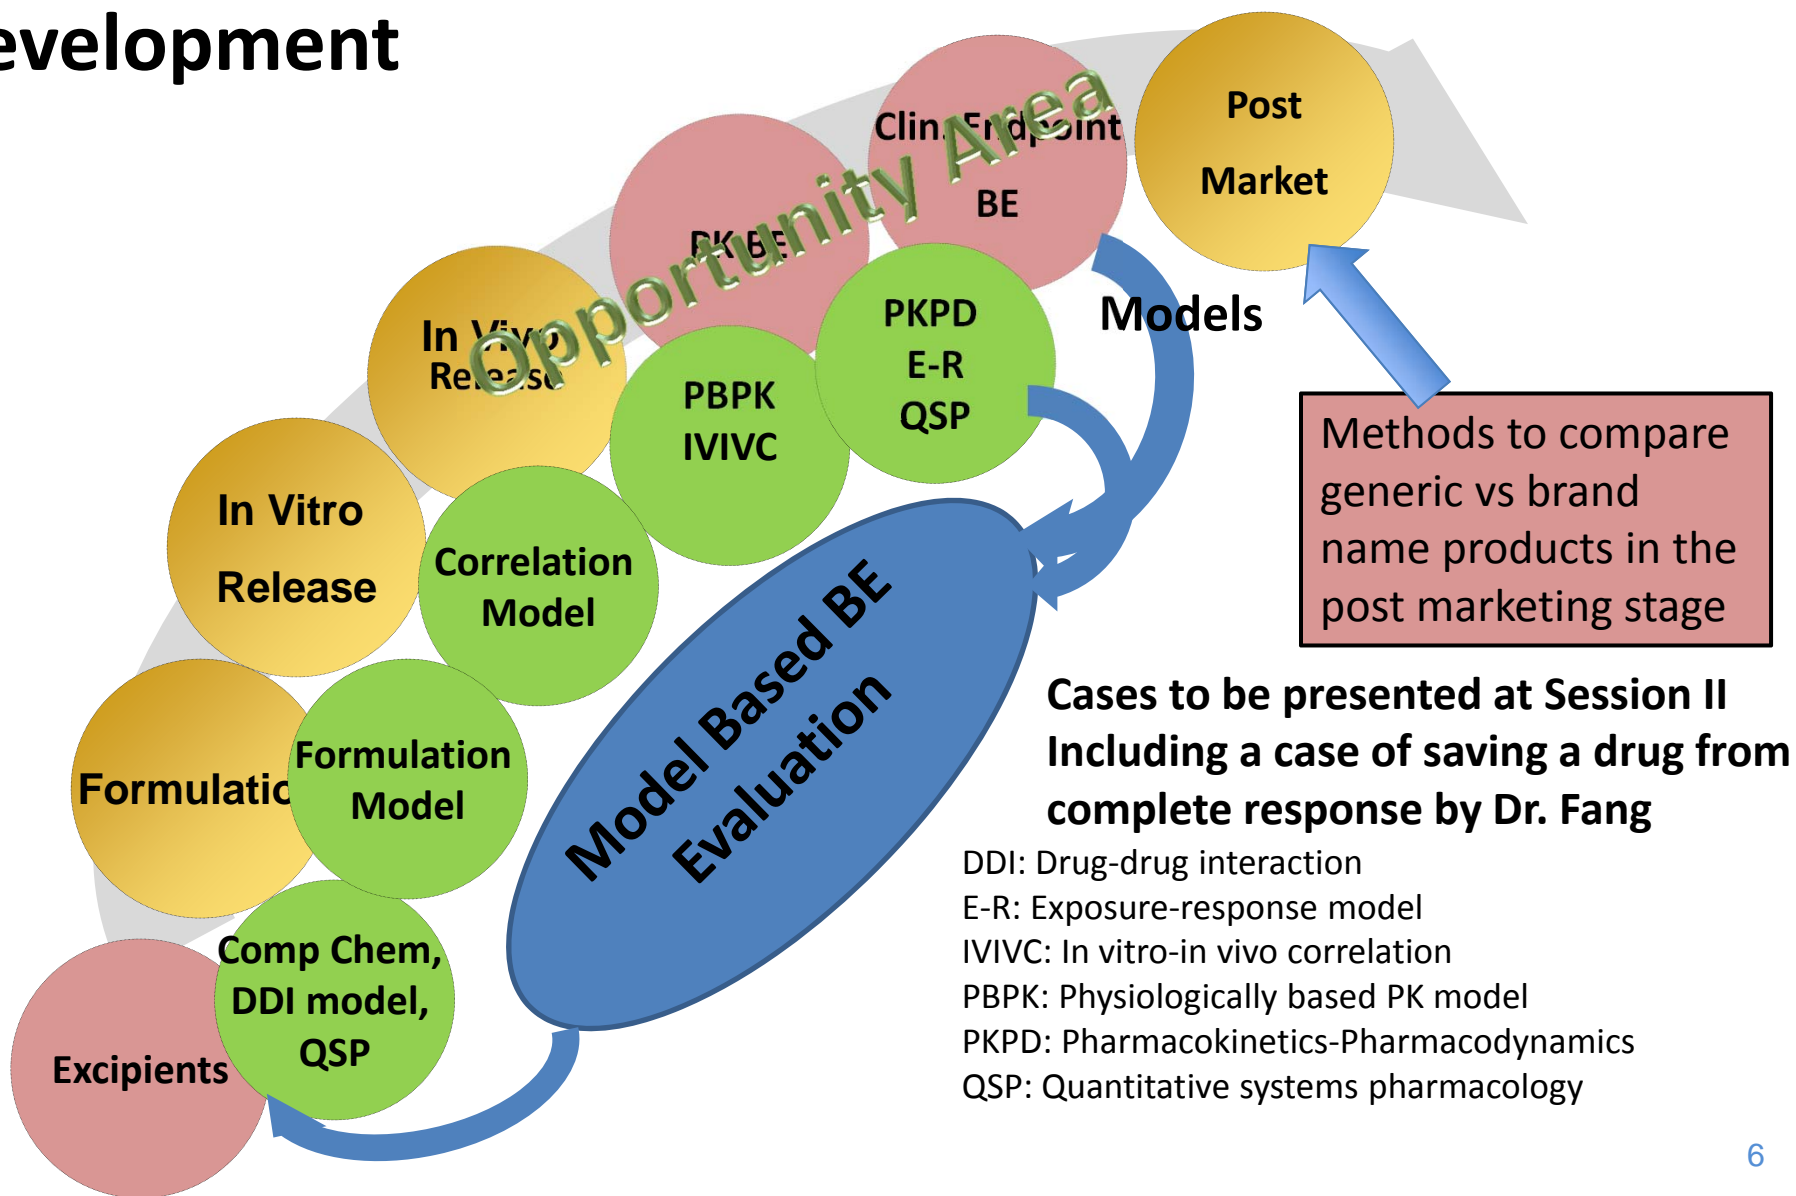 evelopment
Opportunity Area
Post
Market
Clin. Endpoint
BE
PK BE
In Vivo
Release
In Vitro
Release
Formulatio
Excipients
PKPD
E-R
QSP
PBPK
IVIVC
Correlation
Model
Formulation
Model
Comp Chem,
DDI model,
QSP
Model Based BE
Evaluation
Models
Methods to compare
generic vs brand
name products in the
post marketing stage
Cases to be presented at Session II
Including a case of saving a drug from
complete response by Dr. Fang
DDI: Drug-drug interaction
E-R: Exposure-response model
IVIVC: In vitro-in vivo correlation
PBPK: Physiologically based PK model
PKPD: Pharmacokinetics-Pharmacodynamics
QSP: Quantitative systems pharmacology
6